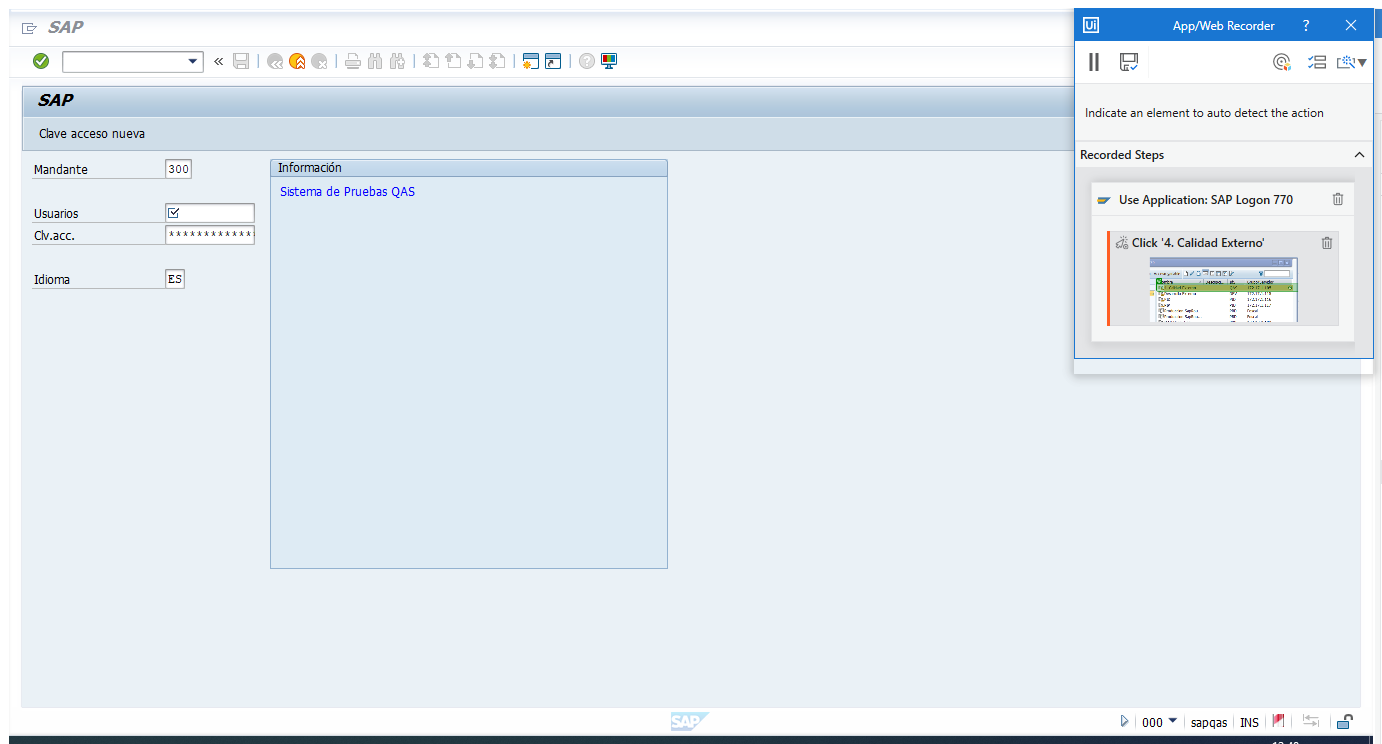 SAP
SAP
Clave acceso nueva
Mandante 300
Usuarios
Clv.acc. *************
Idioma ES
Información
Sistema de Pruebas QAS
Ui App/Web Recorder ?
Indicate an element to auto detect the action
Recorded Steps
Use Application: SAP Logon 770
Click '4. Calidad Externo'
SAP
000 sapqas INS